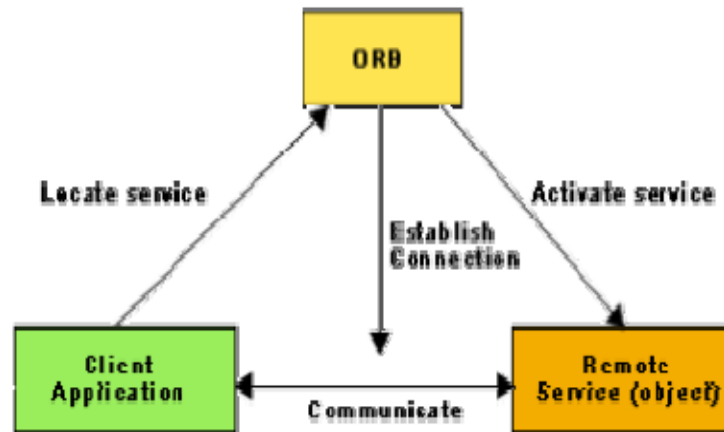 ORB
Locate service
Activate service
Establish
Connection
Client
Application
Remote
Service (object)
Communicate